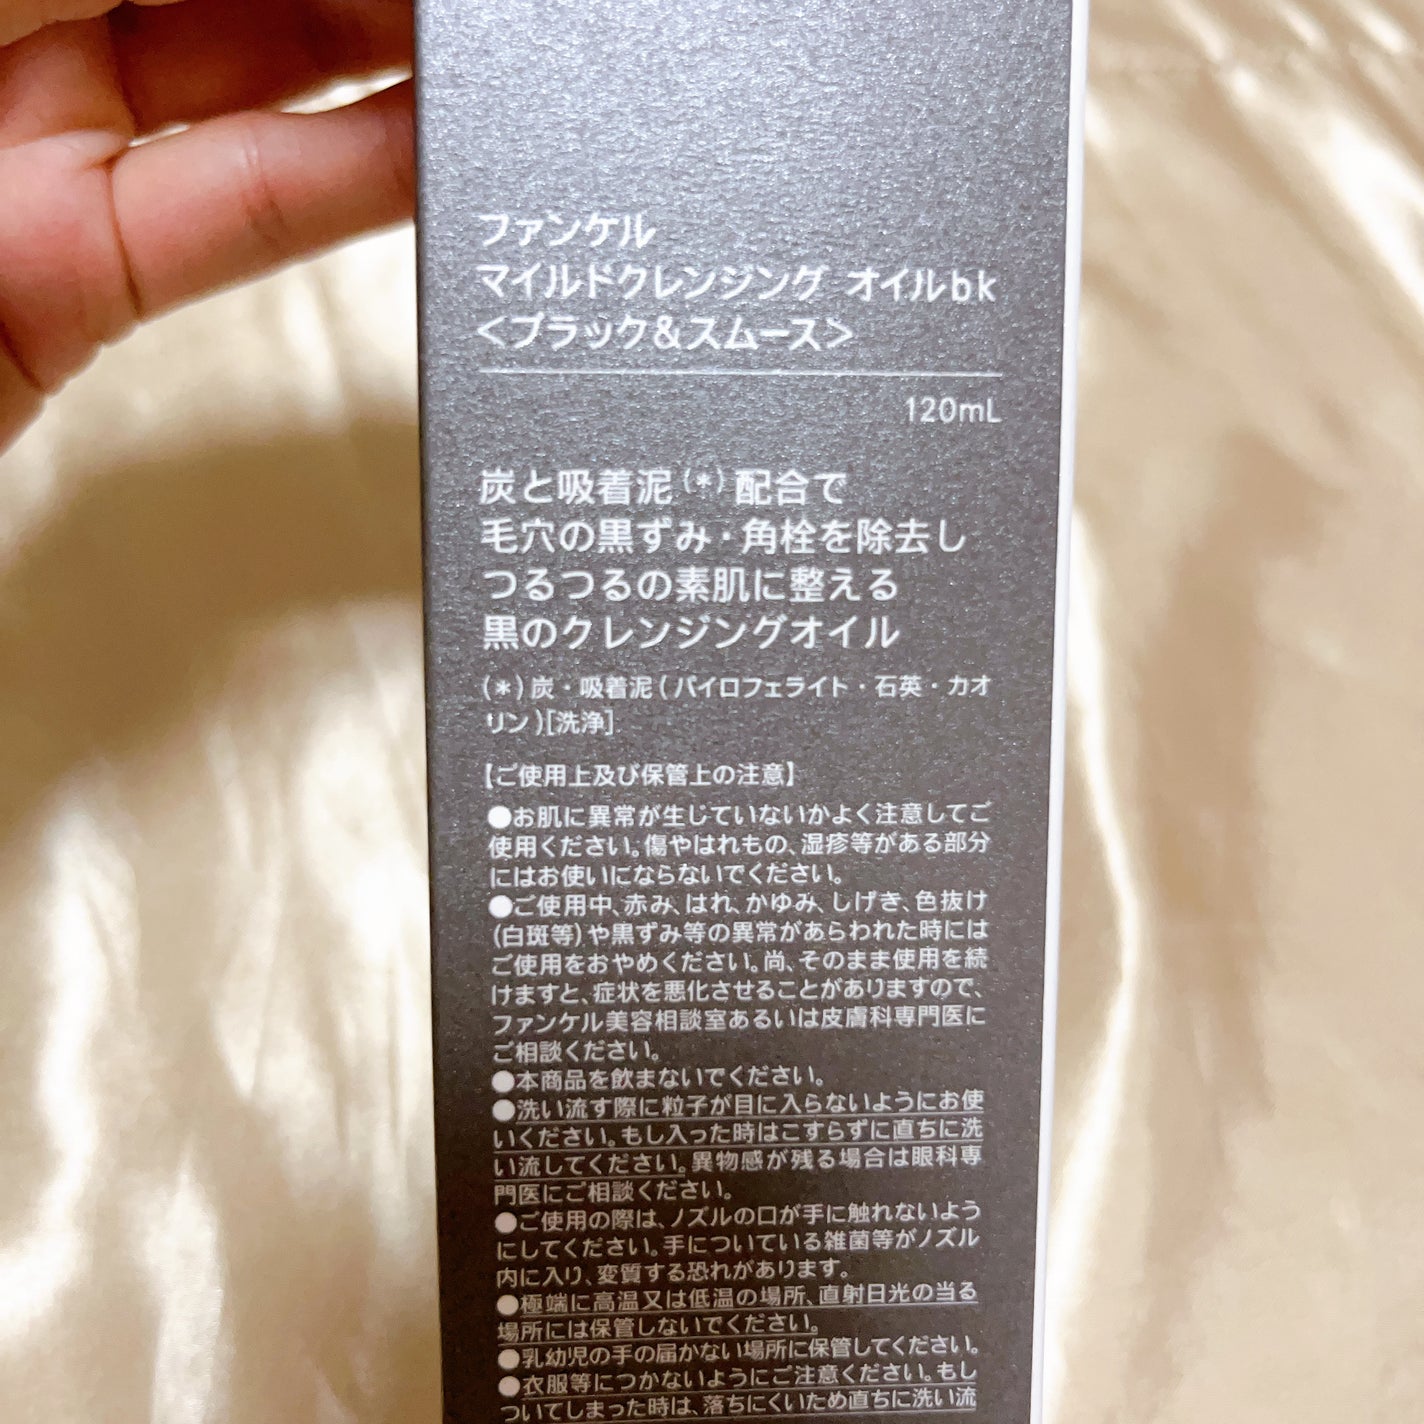 ファンケル
マイルドクレンジング オイルbk
<ブラック&スムース>
120mL
炭と吸着泥(*)配合で
毛穴の黒ずみ・角栓を除去し
つるつるの素肌に整える
黒のクレンジングオイル
(*)炭・吸着泥(パイロフェライト・石英・カオ
リン)[洗浄]
【ご使用上及び保管上の注意】
●お肌に異常が生じていないかよく注意してご
使用ください。傷やはれもの、湿疹等がある部分
にはお使いにならないでください。
●ご使用中、赤み、はれ、かゆみ、しげき、色抜け
(白斑等)や黒ずみ等の異常があらわれた時には
ご使用をおやめください。尚、そのまま使用を続
けますと、症状を悪化させることがありますので、
ファンケル美容相談室あるいは皮膚科専門医に
ご相談ください。
●本商品を飲まないでください。
●洗い流す際に粒子が目に入らないようにお使
いください。もし入った時はこすらずに直ちに洗
い流してください。異物感が残る場合は眼科専
門医にご相談ください。
●ご使用の際は、ノズルの口が手に触れないよう
にしてください。手についている雑菌等がノズル
内に入り、変質する恐れがあります。
●極端に高温又は低温の場所、直射日光の当る
場所には保管しないでください。
●乳幼児の手の届かない場所に保管してください。
●衣服等につかないようにご注意ください。もし
ついてしまった時は、落ちにくいため直ちに洗い流